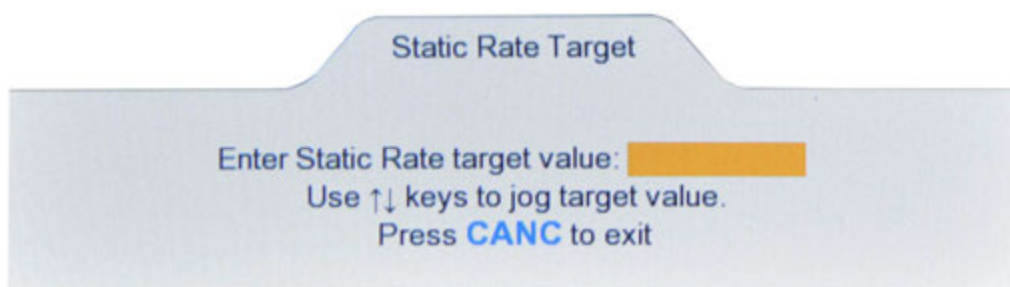 Static Rate Target
Enter Static Rate target value:
Use ↑↓ keys to jog target value.
Press CANC to exit